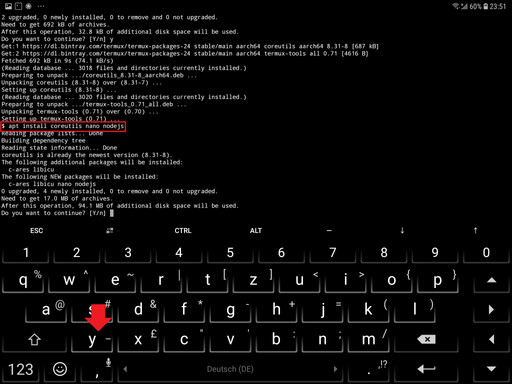 60% 23:51
2 upgraded, 0 newly installed, 0 to remove and 0 not upgraded.
Need to get 692 kB of archives.
After this operation, 32.8 kB of additional disk space will be used.
Do you want to continue? [Y/n] y
Get:1 https://dl.bintray.com/termux/termux-packages-24 stable/main aarch64 coreutils aarch64 8.31-8 [687 kB]
Get:2 https://dl.bintray.com/termux/termux-packages-24 stable/main aarch64 termux-tools all 0.71 [4616 B]
Fetched 692 kB in 9s (74.1 kB/s)
(Reading database ... 3018 files and directories currently installed.)
Preparing to unpack .../coreutils_8.31-8_aarch64.deb ...
Unpacking coreutils (8.31-8) over (8.31-7) ...
Setting up coreutils (8.31-8) ...
(Reading database ... 3020 files and directories currently installed.)
Preparing to unpack .../termux-tools_0.71_all.deb ...
Unpacking termux-tools (0.71) over (0.70) ...
Setting up termux-tools (0.71) ...
$ apt install coreutils nano nodejs
Reading package lists... Done
Building dependency tree
Reading state information... Done
coreutils is already the newest version (8.31-8).
The following additional packages will be installed:
c-ares libicu
The following NEW packages will be installed:
c-ares libicu nano nodejs
0 upgraded, 4 newly installed, 0 to remove and 0 not upgraded.
Need to get 17.0 MB of archives.
After this operation, 94.1 MB of additional disk space will be used.
Do you want to continue? [Y/n]
ESC ⇄ CTRL ALT – ↓ ↑
1 2 3 4 5 6 7 8 9 0
q % w ^ e ~ r | t [ z ] u < i > o { p }
a @ s # d & f * g - h + j = k ( l )
y _ x £ c " v ' b : n ; m /
123 , Deutsch (DE) . ,!?